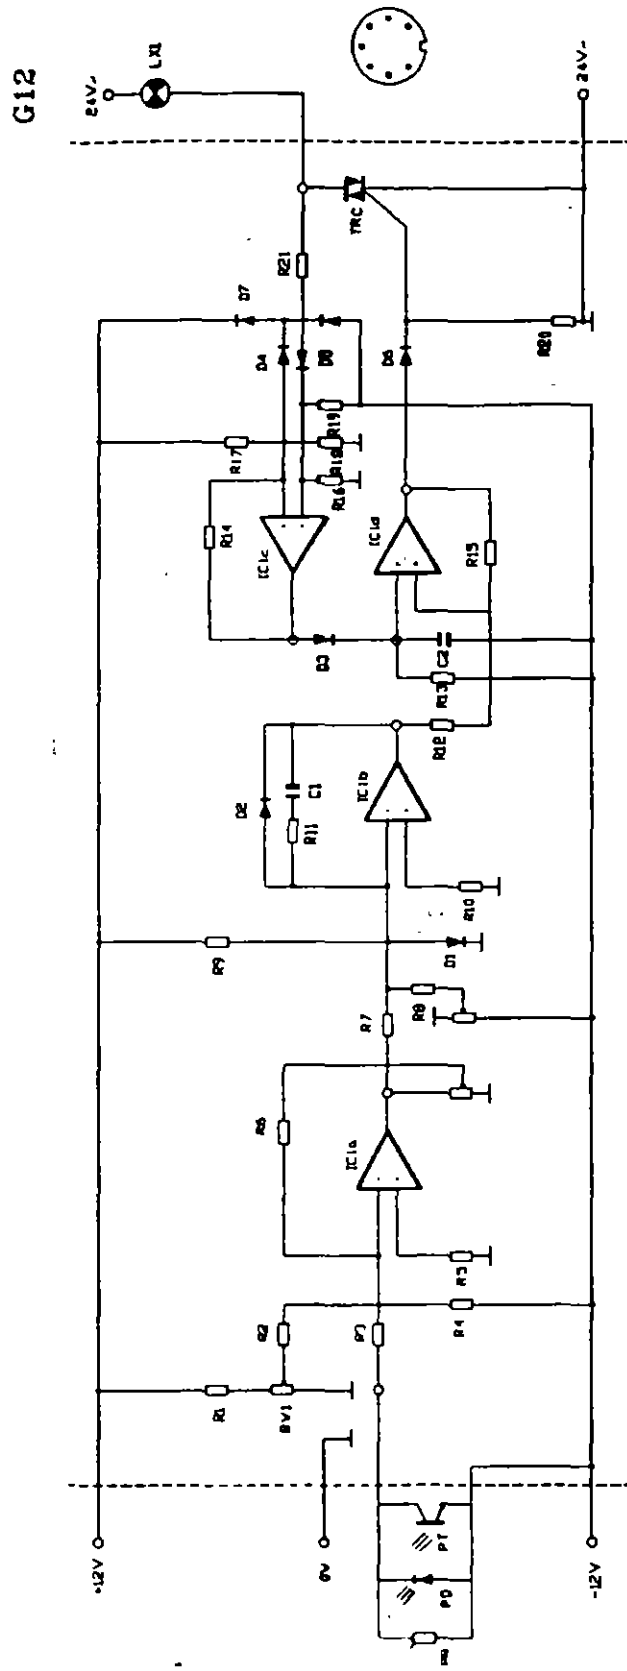 G12
24V~
LX1
TRC
24V~
R21
D7
D4
D8
D6
R20
R19
R17
R18
R16
R14
IC1c
IC1d
R15
D3
C2
R13
R12
D2
C1
R11
IC1b
R10
R9
D1
R8
R7
R6
IC1a
R5
R2
R3
R4
R1
RV1
+12V
0V
-12V
PT
PD